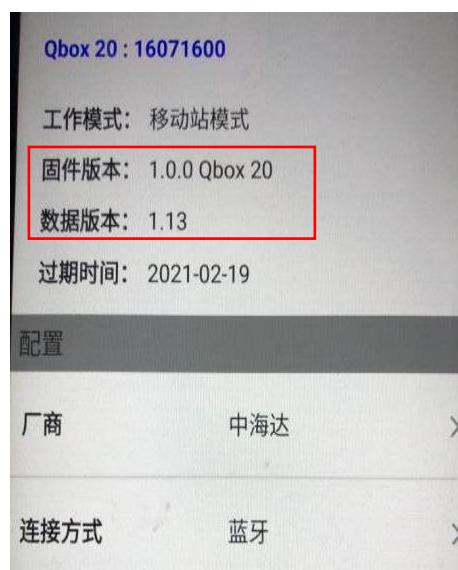 Qbox 20 : 16071600
工作模式： 移动站模式
固件版本： 1.0.0 Qbox 20
数据版本： 1.13
过期时间： 2021-02-19
配置
厂商 中海达
连接方式 蓝牙